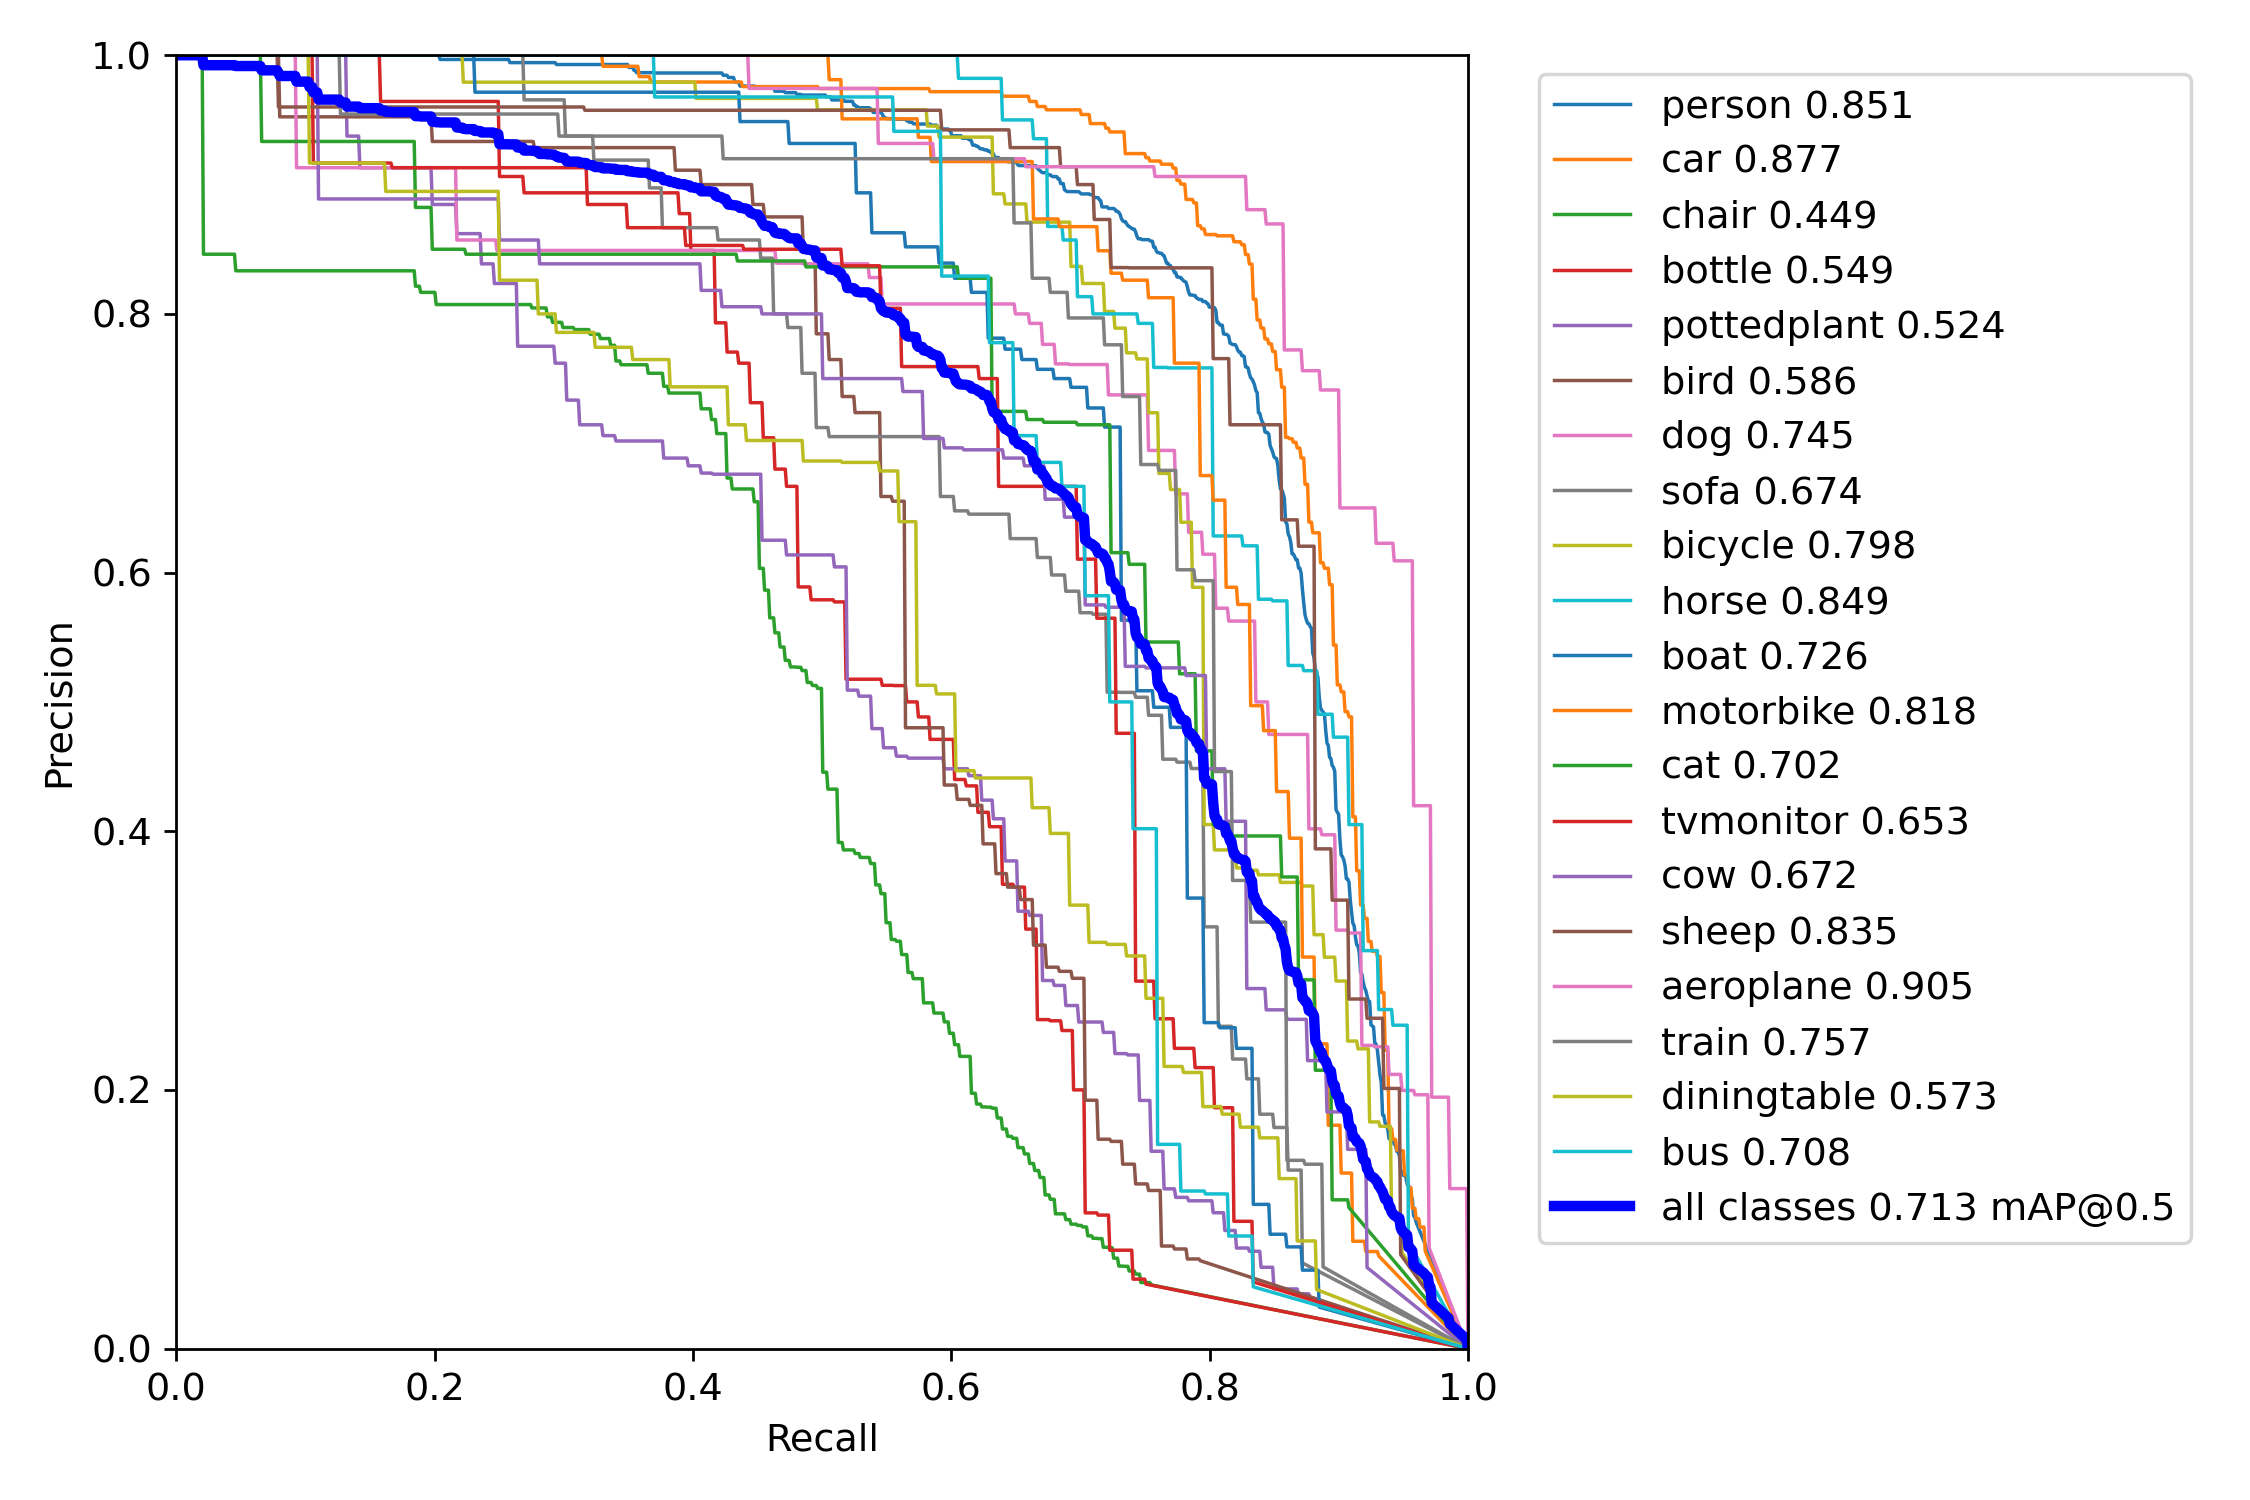 1.0
0.8
0.6
0.4
0.2
0.0
Precision
0.0 0.2 0.4 0.6 0.8 1.0
Recall
person 0.851
car 0.877
chair 0.449
bottle 0.549
pottedplant 0.524
bird 0.586
dog 0.745
sofa 0.674
bicycle 0.798
horse 0.849
boat 0.726
motorbike 0.818
cat 0.702
tvmonitor 0.653
cow 0.672
sheep 0.835
aeroplane 0.905
train 0.757
diningtable 0.573
bus 0.708
all classes 0.713 mAP@0.5